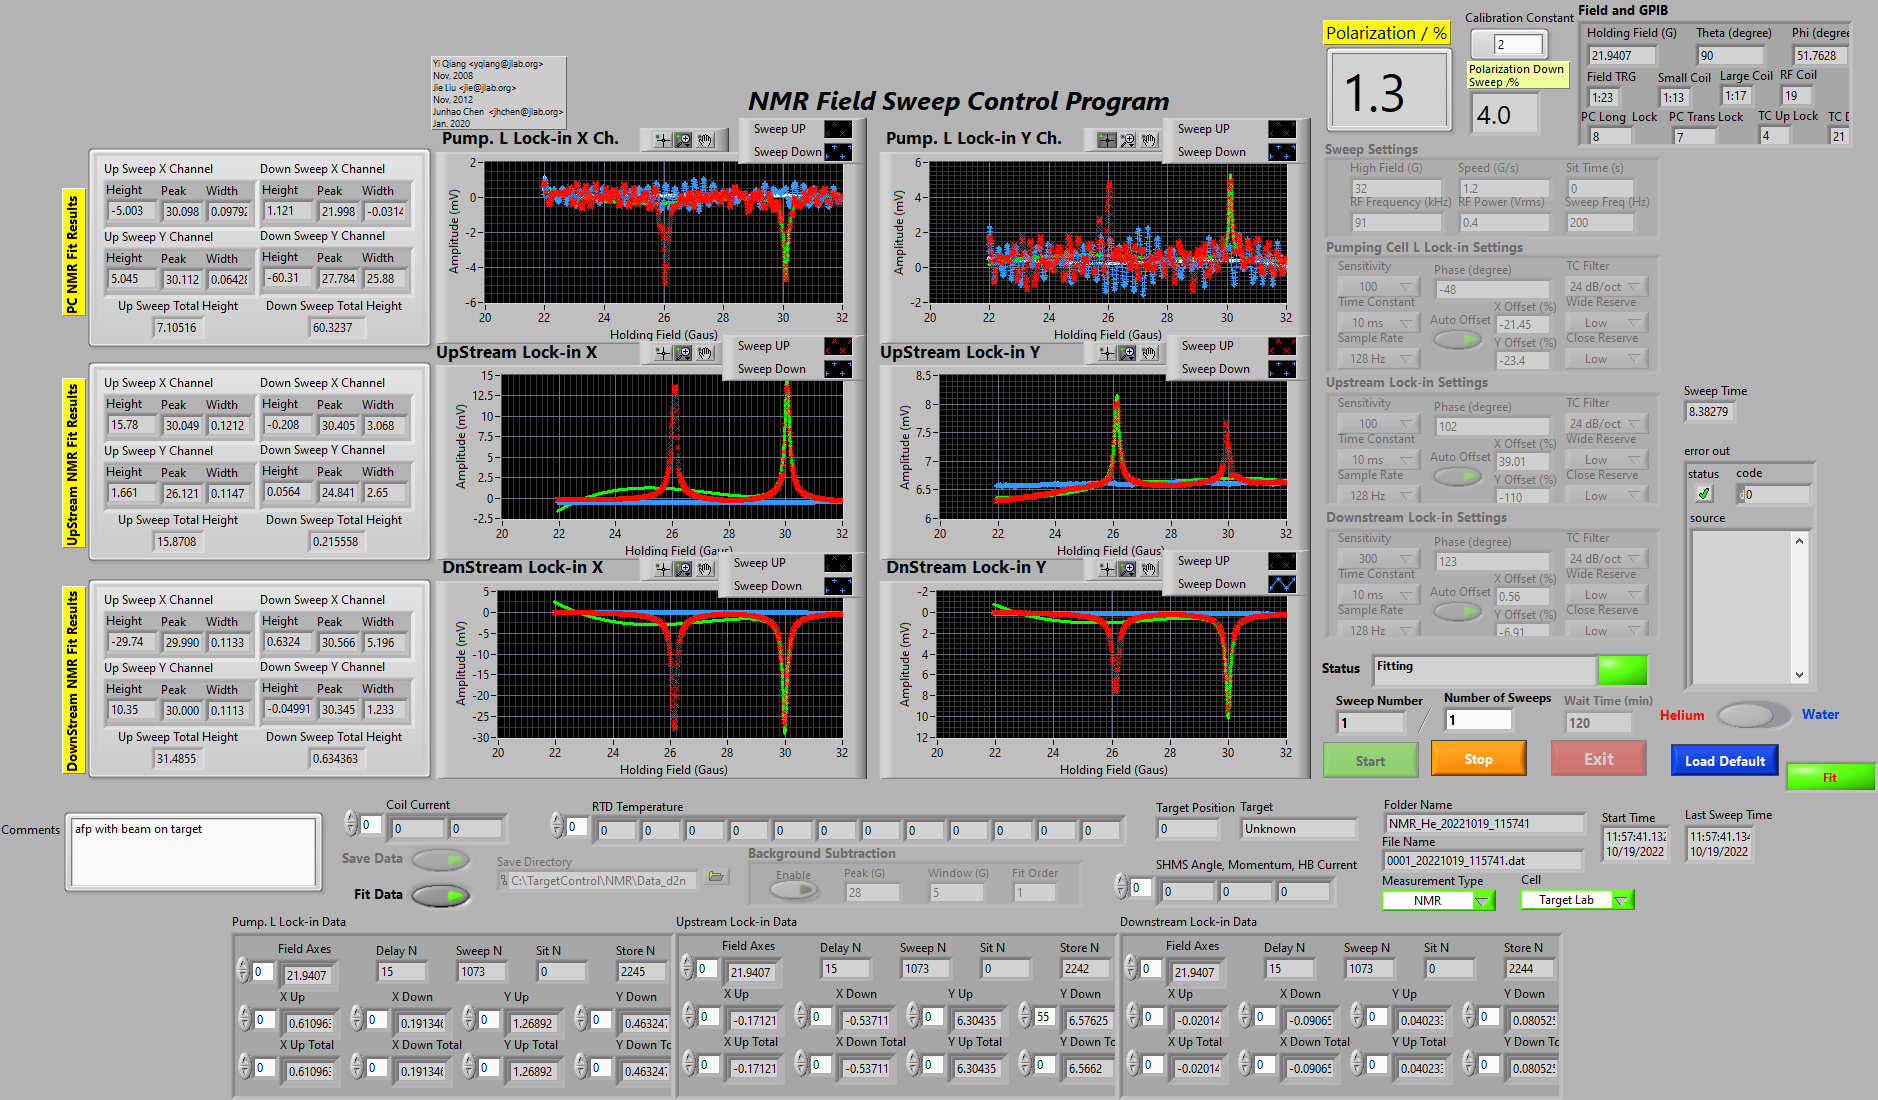 Yi Qiang <yqiang@jlab.org>
Nov, 2008
Jie Liu <jie@jlab.org>
Nov, 2012
Junhao Chen <jhchen@jlab.org>
Jan. 2020
NMR Field Sweep Control Program
Polarization / %
1.3
Calibration Constant
2
Polarization Down
Sweep /%
4.0
Field and GPIB
Holding Field (G) Theta (degree) Phi (degree
21.9407 90 51.7628
Field TRG Small Coil Large Coil RF Coil
1:23 1:13 1:17 19
PC Long Lock PC Trans Lock TC Up Lock TC D
8 7 4 21
PC NMR Fit Results
Up Sweep X Channel Down Sweep X Channel
Height Peak Width Height Peak Width
-5.003 30.098 0.0979 1.121 21.998 -0.0314
Up Sweep Y Channel Down Sweep Y Channel
Height Peak Width Height Peak Width
5.045 30.112 0.0642 -60.31 27.784 25.88
Up Sweep Total Height Down Sweep Total Height
7.10516 60.3237
UpStream NMR Fit Results
Up Sweep X Channel Down Sweep X Channel
Height Peak Width Height Peak Width
15.78 30.049 0.1212 -0.208 30.405 3.068
Up Sweep Y Channel Down Sweep Y Channel
Height Peak Width Height Peak Width
1.661 26.121 0.1147 0.0564 24.841 2.65
Up Sweep Total Height Down Sweep Total Height
15.8708 0.215558
DownStream NMR Fit Results
Up Sweep X Channel Down Sweep X Channel
Height Peak Width Height Peak Width
-29.74 29.990 0.1133 0.6324 30.566 5.196
Up Sweep Y Channel Down Sweep Y Channel
Height Peak Width Height Peak Width
10.35 30.000 0.1113 -0.04991 30.345 1.233
Up Sweep Total Height Down Sweep Total Height
31.4855 0.634363
Pump. L Lock-in X Ch.
Sweep UP
Sweep Down
Amplitude (mV)
2
0
-2
-4
-6
20 22 24 26 28 30 32
Holding Field (Gaus)
Pump. L Lock-in Y Ch.
Sweep UP
Sweep Down
Amplitude (mV)
6
4
2
0
-2
20 22 24 26 28 30 32
Holding Field (Gaus)
UpStream Lock-in X
Sweep UP
Sweep Down
Amplitude (mV)
15
12.5
10
7.5
5
2.5
0
-2.5
20 22 24 26 28 30 32
Holding Field (Gaus)
UpStream Lock-in Y
Sweep UP
Sweep Down
Amplitude (mV)
8.5
8
7.5
7
6.5
6
20 22 24 26 28 30 32
Holding Field (Gaus)
DnStream Lock-in X
Sweep UP
Sweep Down
Amplitude (mV)
5
0
-5
-10
-15
-20
-25
-30
20 22 24 26 28 30 32
Holding Field (Gaus)
DnStream Lock-in Y
Sweep UP
Sweep Down
Amplitude (mV)
-2
0
2
4
6
8
10
12
20 22 24 26 28 30 32
Holding Field (Gaus)
Sweep Settings
High Field (G) Speed (G/s) Sit Time (s)
32 1.2 0
RF Frequency (kHz) RF Power (Vrms) Sweep Freq (Hz)
91 0.4 200
Pumping Cell L Lock-in Settings
Sensitivity Phase (degree) TC Filter
100 -48 24 dB/oct
Time Constant X Offset (%) Wide Reserve
10 ms Auto Offset -21.45 Low
Sample Rate Y Offset (%) Close Reserve
128 Hz -23.4 Low
Upstream Lock-in Settings
Sensitivity Phase (degree) TC Filter
100 102 24 dB/oct
Time Constant X Offset (%) Wide Reserve
10 ms Auto Offset 39.01 Low
Sample Rate Y Offset (%) Close Reserve
128 Hz -110 Low
Downstream Lock-in Settings
Sensitivity Phase (degree) TC Filter
300 123 24 dB/oct
Time Constant X Offset (%) Wide Reserve
10 ms Auto Offset 0.56 Low
Sample Rate Y Offset (%) Close Reserve
128 Hz -6.91 Low
Sweep Time
8.38279
error out
status code
0
source
Status Fitting
Sweep Number Number of Sweeps Wait Time (min)
1 / 1 120
Helium Water
Start Stop Exit Load Default Fit
Comments
afp with beam on target
Coil Current
0 0 0
Save Data
Fit Data
RTD Temperature
0 0 0 0 0 0 0 0 0 0 0 0 0
Save Directory
C:\TargetControl\NMR\Data_d2n
Background Subtraction
Enable Peak (G) Window (G) Fit Order
28 5 1
Target Position Target
0 Unknown
SHMS Angle, Momentum, HB Current
0 0 0 0
Folder Name
NMR_He_20221019_115741
File Name
0001_20221019_115741.dat
Measurement Type Cell
NMR Target Lab
Start Time Last Sweep Time
11:57:41.132 11:57:41.134
10/19/2022 10/19/2022
Pump. L Lock-in Data
Field Axes Delay N Sweep N Sit N Store N
0 21.9407 15 1073 0 2245
X Up X Down Y Up Y Down
0 0.61096 0 0.191346 0 1.26892 0 0.463247
X Up Total X Down Total Y Up Total Y Down To
0 0.61096 0 0.191346 0 1.26892 0 0.463247
Upstream Lock-in Data
Field Axes Delay N Sweep N Sit N Store N
0 21.9407 15 1073 0 2242
X Up X Down Y Up Y Down
0 -0.17121 0 -0.53711 0 6.30435 55 6.57625
X Up Total X Down Total Y Up Total Y Down To
0 -0.17121 0 -0.53711 0 6.30435 0 6.5662
Downstream Lock-in Data
Field Axes Delay N Sweep N Sit N Store N
0 21.9407 15 1073 0 2244
X Up X Down Y Up Y Down
0 -0.02014 0 -0.09065 0 0.04023 0 0.080525
X Up Total X Down Total Y Up Total Y Down To
0 -0.02014 0 -0.09065 0 0.04023 0 0.080525